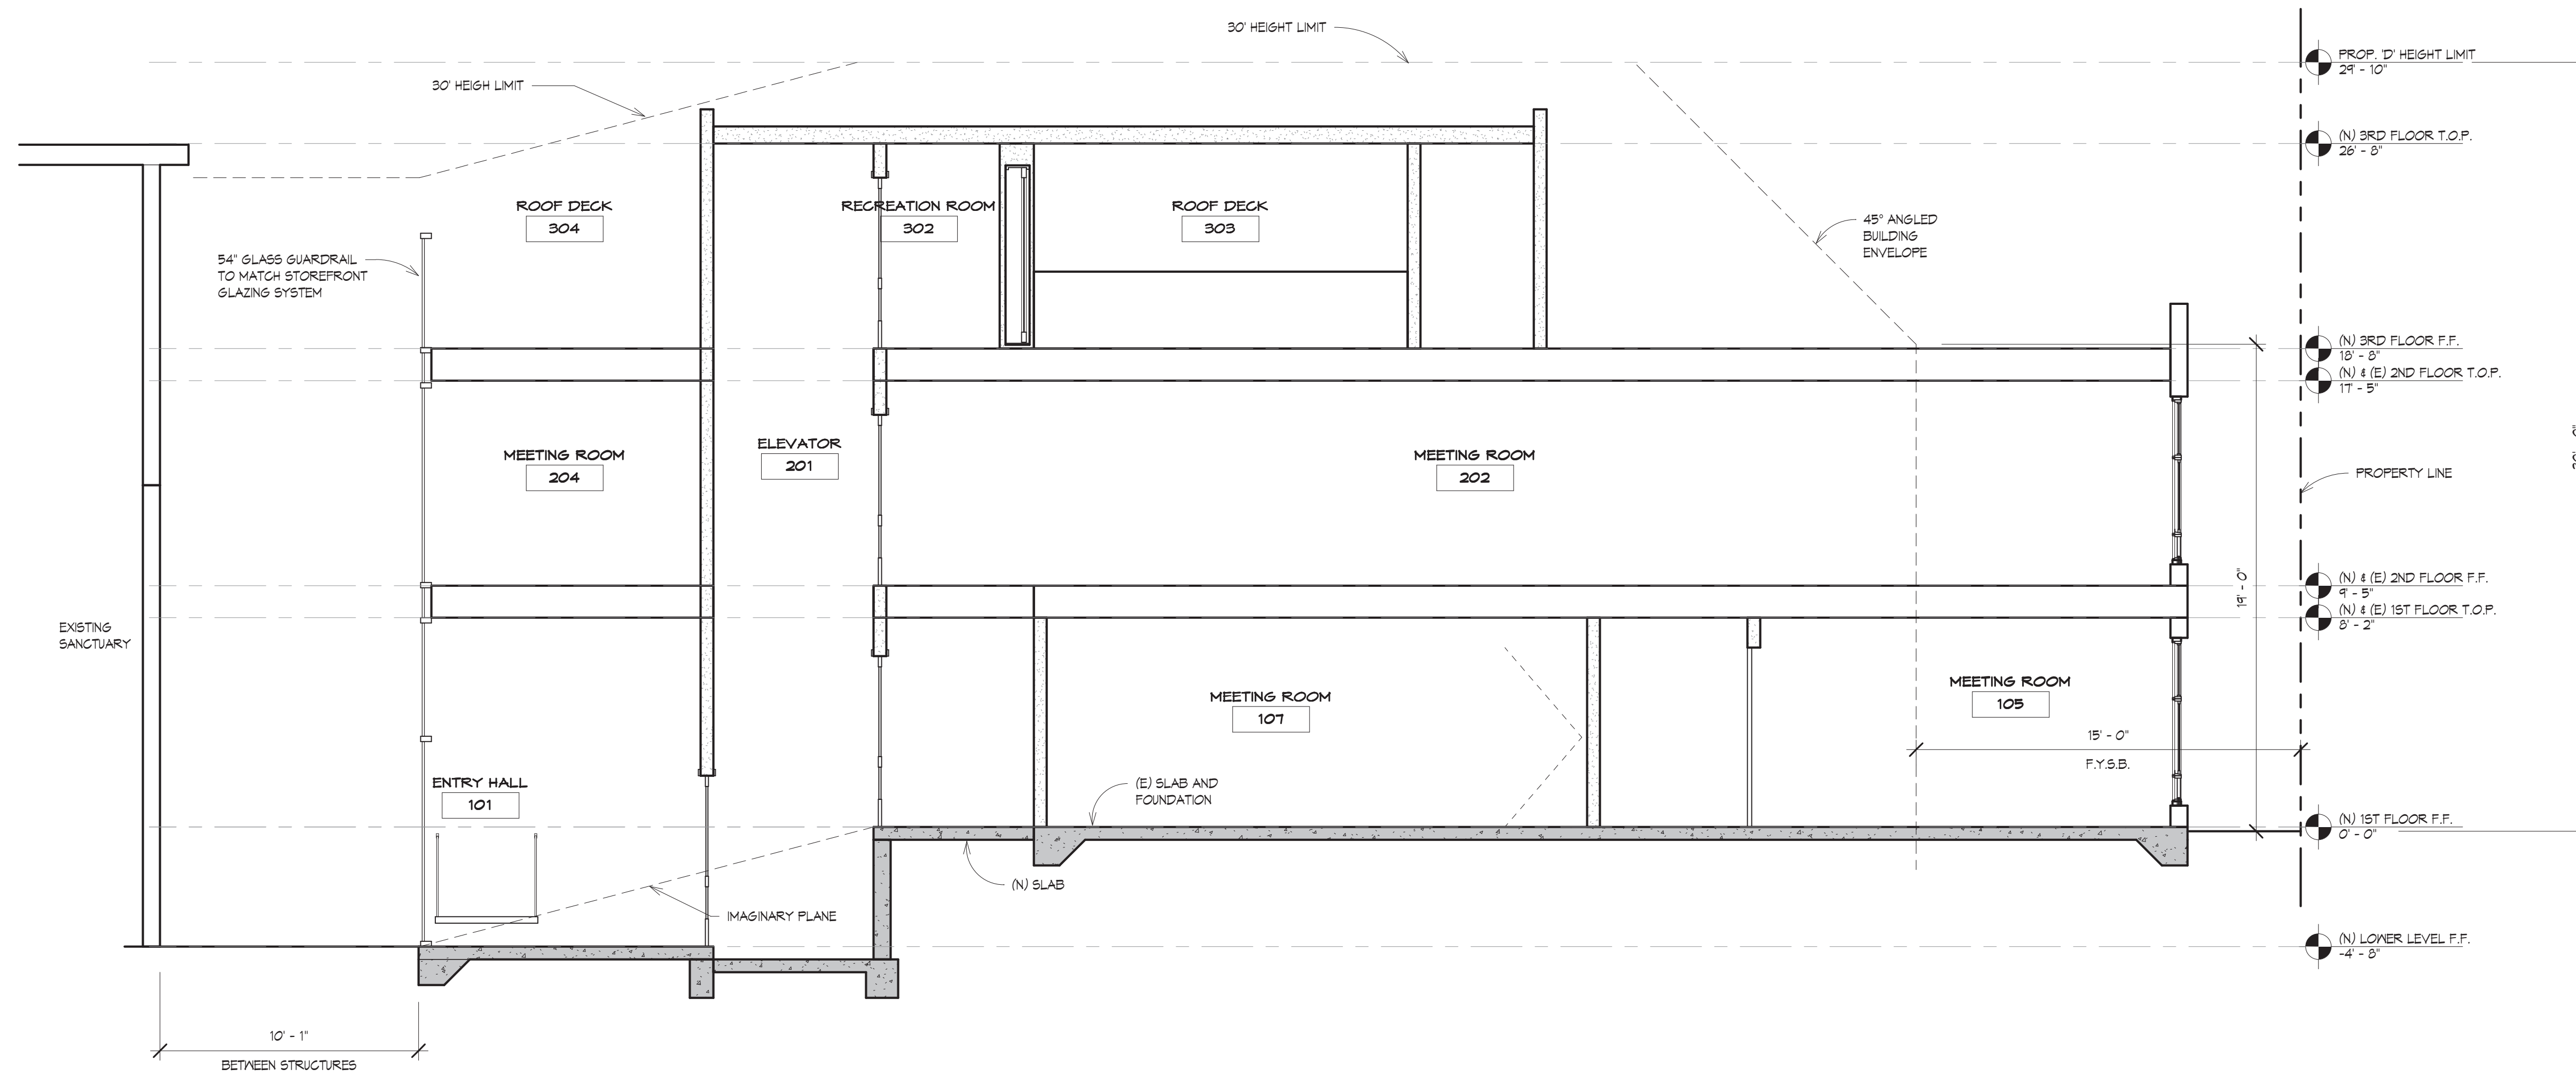 30' HEIGHT LIMIT
PROP. 'D' HEIGHT LIMIT
29' - 10"
30' HEIGH LIMIT
(N) 3RD FLOOR T.O.P.
26' - 8"
ROOF DECK
304
RECREATION ROOM
302
ROOF DECK
303
45° ANGLED
BUILDING
ENVELOPE
54" GLASS GUARDRAIL
TO MATCH STOREFRONT
GLAZING SYSTEM
(N) 3RD FLOOR F.F.
18' - 8"
(N) & (E) 2ND FLOOR T.O.P.
17' - 5"
MEETING ROOM
204
ELEVATOR
201
MEETING ROOM
202
PROPERTY LINE
19' - 0"
(N) & (E) 2ND FLOOR F.F.
9' - 5"
(N) & (E) 1ST FLOOR T.O.P.
8' - 2"
EXISTING
SANCTUARY
MEETING ROOM
107
MEETING ROOM
105
15' - 0"
F.Y.S.B.
ENTRY HALL
101
(E) SLAB AND
FOUNDATION
(N) 1ST FLOOR F.F.
0' - 0"
(N) SLAB
IMAGINARY PLANE
(N) LOWER LEVEL F.F.
-4' - 8"
10' - 1"
BETWEEN STRUCTURES